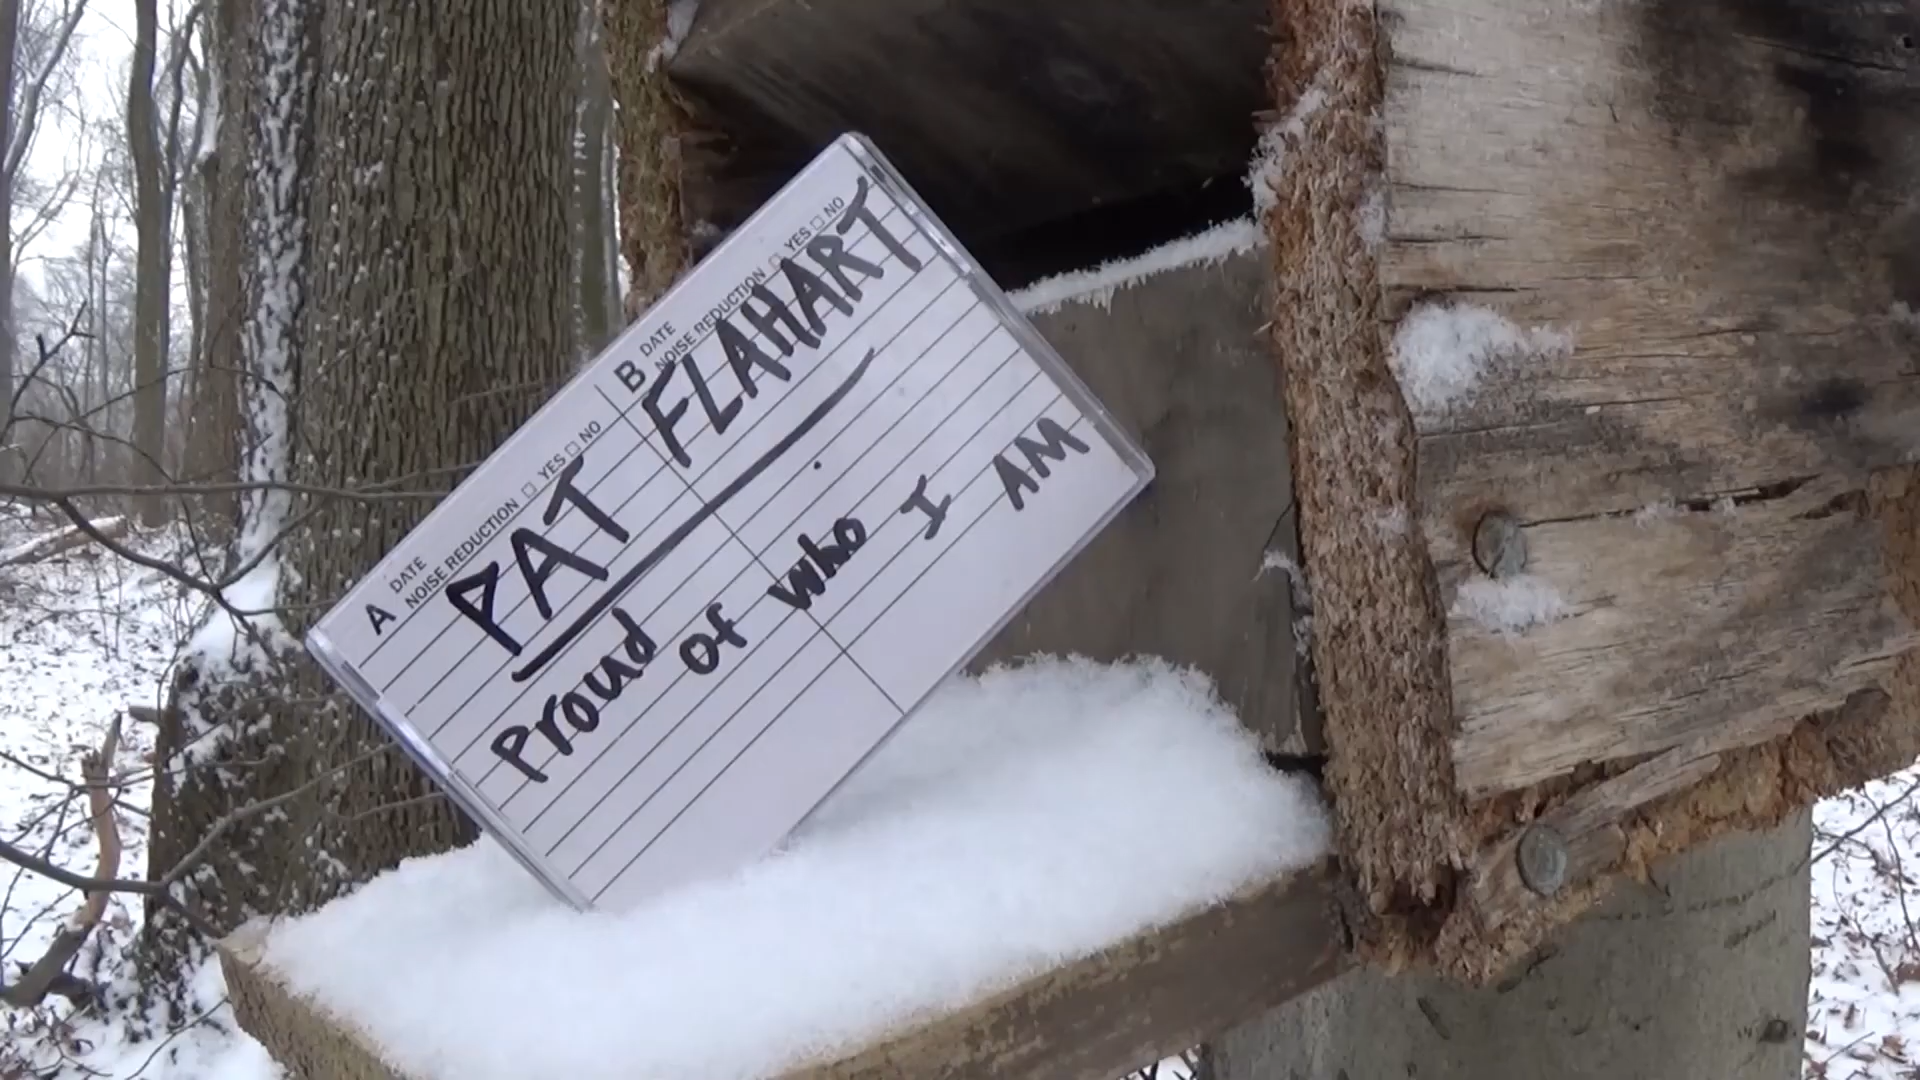 A DATE
NOISE REDUCTION □ YES □ NO
B DATE
NOISE REDUCTION □ YES □ NO
PAT FLAHART
Proud of who I AM